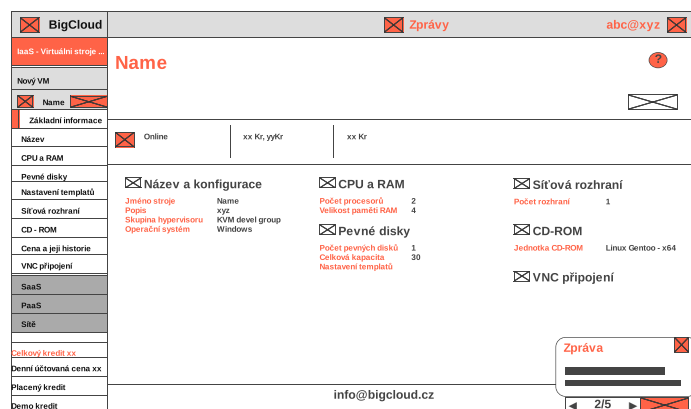 BigCloud
Zprávy
abc@xyz
IaaS - Virtuálni stroje ...
Nový VM
Name
Základní informace
Název
CPU a RAM
Pevné disky
Nastavení templatů
Síťová rozhraní
CD - ROM
Cena a její historie
VNC připojení
SaaS
PaaS
Sítě
Celkový kredit xx
Denní účtovaná cena xx
Placený kredit
Demo kredit
Name
?
Online
xx Kr, yyKr
xx Kr
Název a konfigurace
Jméno stroje Name
Popis xyz
Skupina hypervisoru KVM devel group
Operační systém Windows
CPU a RAM
Počet procesorů 2
Velikost paměti RAM 4
Pevné disky
Počet pevných disků 1
Celková kapacita 30
Nastavení templatů
Síťová rozhraní
Počet rozhraní 1
CD-ROM
Jednotka CD-ROM Linux Gentoo - x64
VNC připojení
Zpráva
◀ 2/5 ▶
info@bigcloud.cz